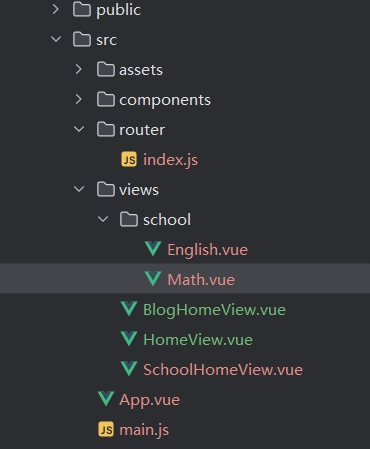 public
src
assets
components
router
JS index.js
views
school
English.vue
Math.vue
BlogHomeView.vue
HomeView.vue
SchoolHomeView.vue
App.vue
JS main.js